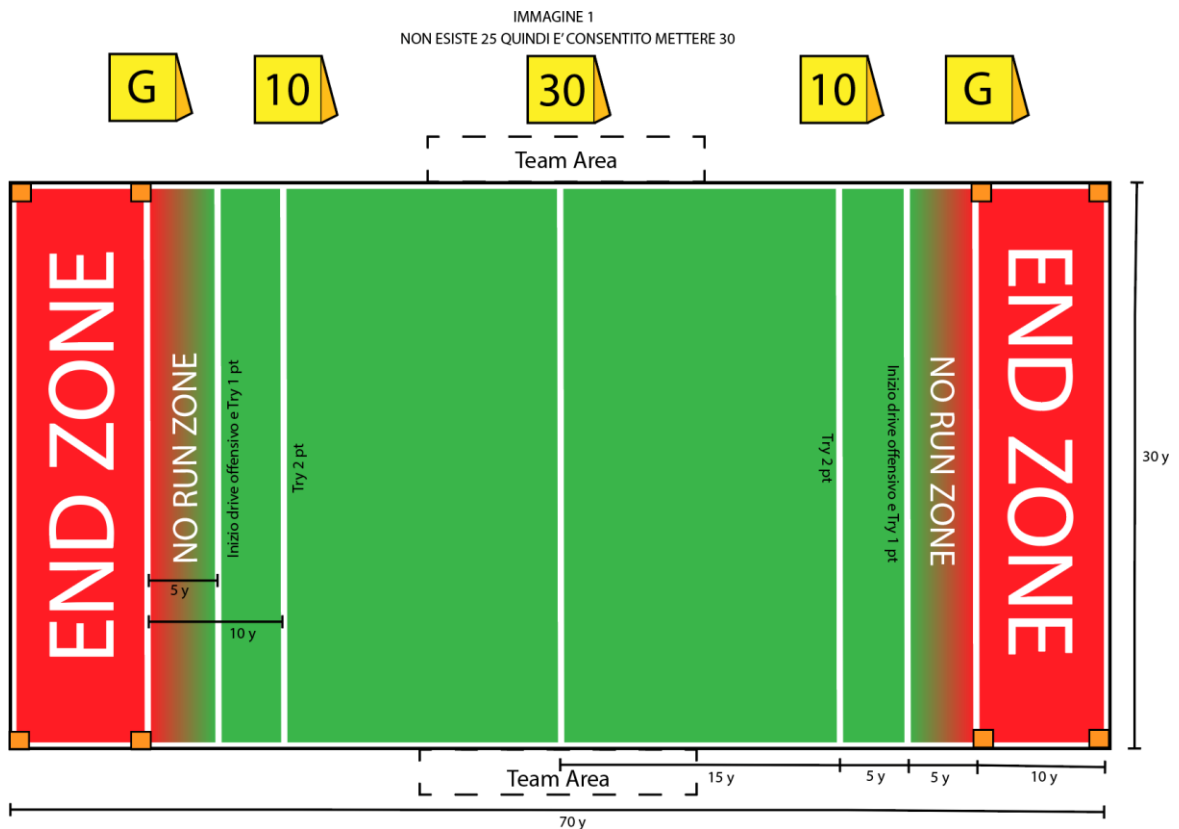 IMMAGINE 1
NON ESISTE 25 QUINDI E' CONSENTITO METTERE 30
G
10
30
10
G
Team Area
END ZONE
NO RUN ZONE
Inizio drive offensivo e Try 1 pt
Try 2 pt
Try 2 pt
Inizio drive offensivo e Try 1 pt
NO RUN ZONE
END ZONE
30 y
5 y
10 y
Team Area
15 y
5 y
5 y
10 y
70 y